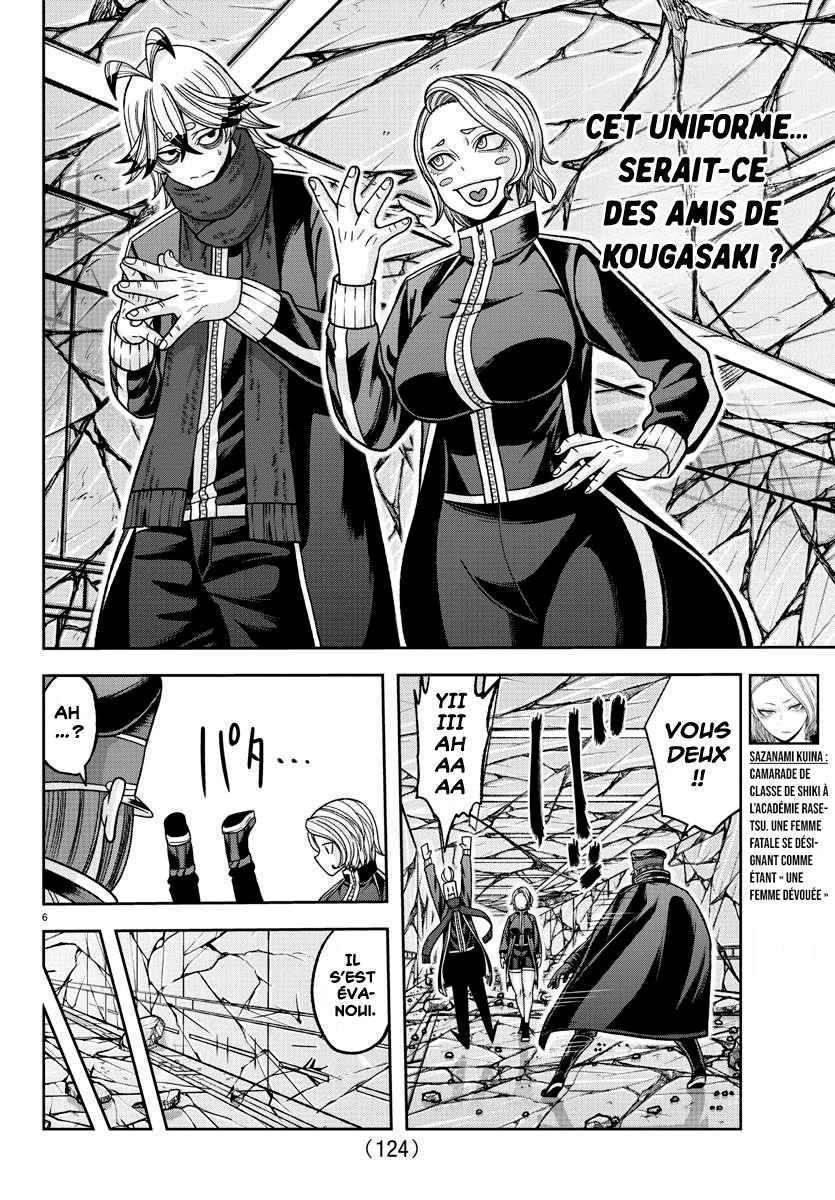 CET UNIFORME...
SERAIT-CE
DES AMIS DE
KOUGASAKI ?
SAZANAMI KUINA :
CAMARADE DE
CLASSE DE SHIKI À
L'ACADÉMIE RASE-
TSU. UNE FEMME
FATALE SE DÉSI-
GNANT COMME
ÉTANT « UNE
FEMME DÉVOUÉE »
VOUS
DEUX
!!
YII
III
AH
AA
AA
AH
...?
パタ...
6
IL
S'EST
ÉVA-
NOUI.
(124)